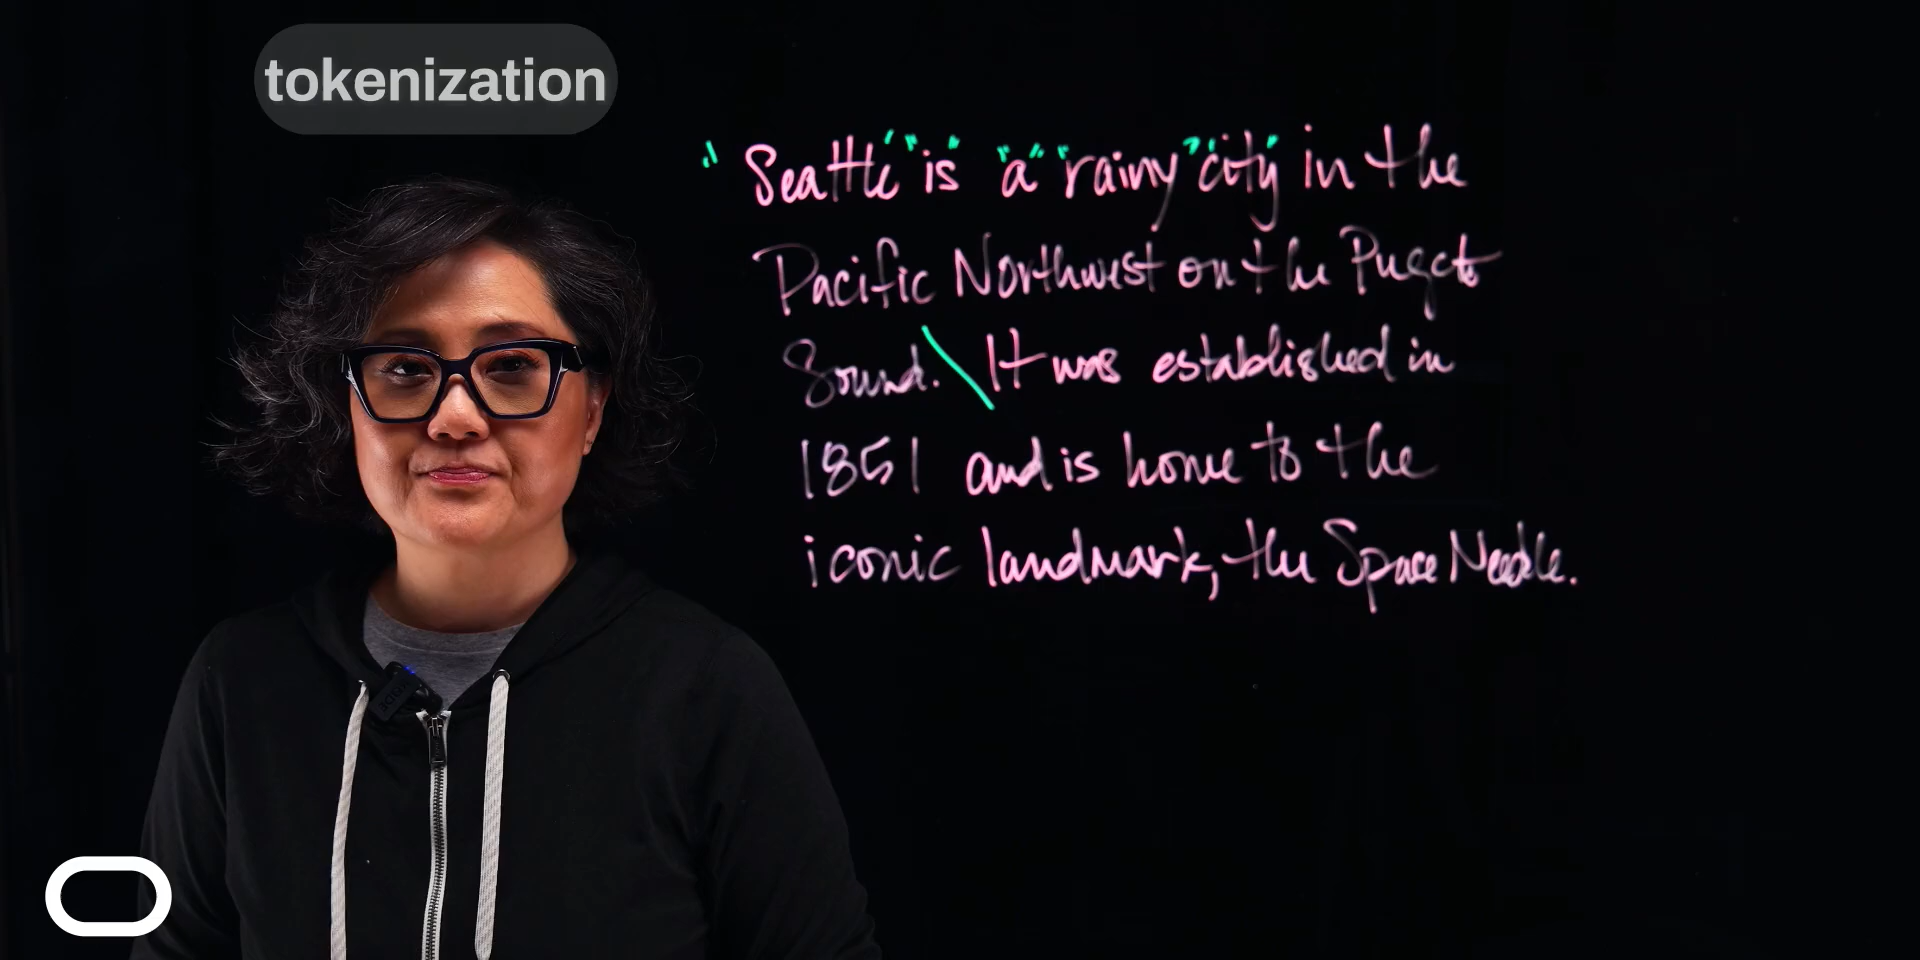 tokenization
"Seattle" "is" "a" "rainy" "city" in the
Pacific Northwest on the Puget
Sound. \ It was established in
1851 and is home to the
iconic landmark, the Space Needle.